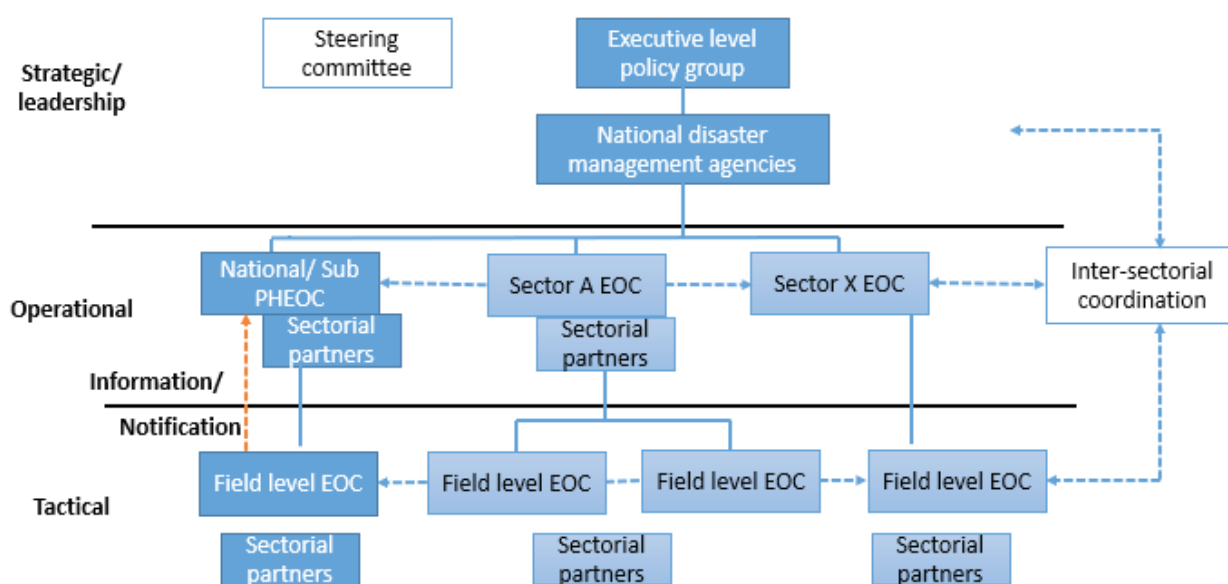 Steering
committee
Executive level
policy group
Strategic/
leadership
National disaster
management agencies
National/ Sub
PHEOC
Sector A EOC
Sector X EOC
Inter-sectorial
coordination
Operational
Sectorial
partners
Sectorial
partners
Information/
Notification
Field level EOC
Field level EOC
Field level EOC
Field level EOC
Tactical
Sectorial
partners
Sectorial
partners
Sectorial
partners